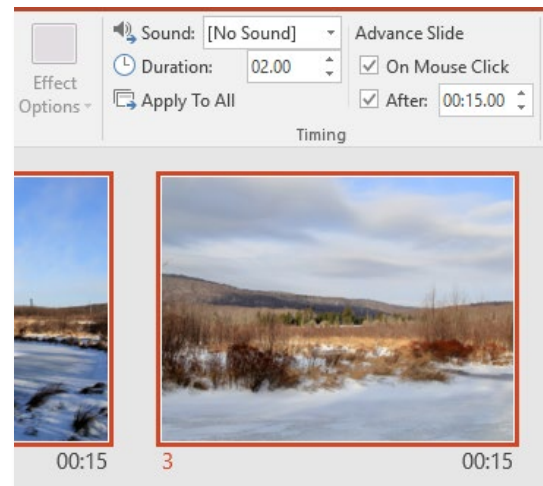 Sound: [No Sound]
Advance Slide
Duration: 02.00
On Mouse Click
Effect Options
Apply To All
After: 00:15.00
Timing
00:15
3
00:15